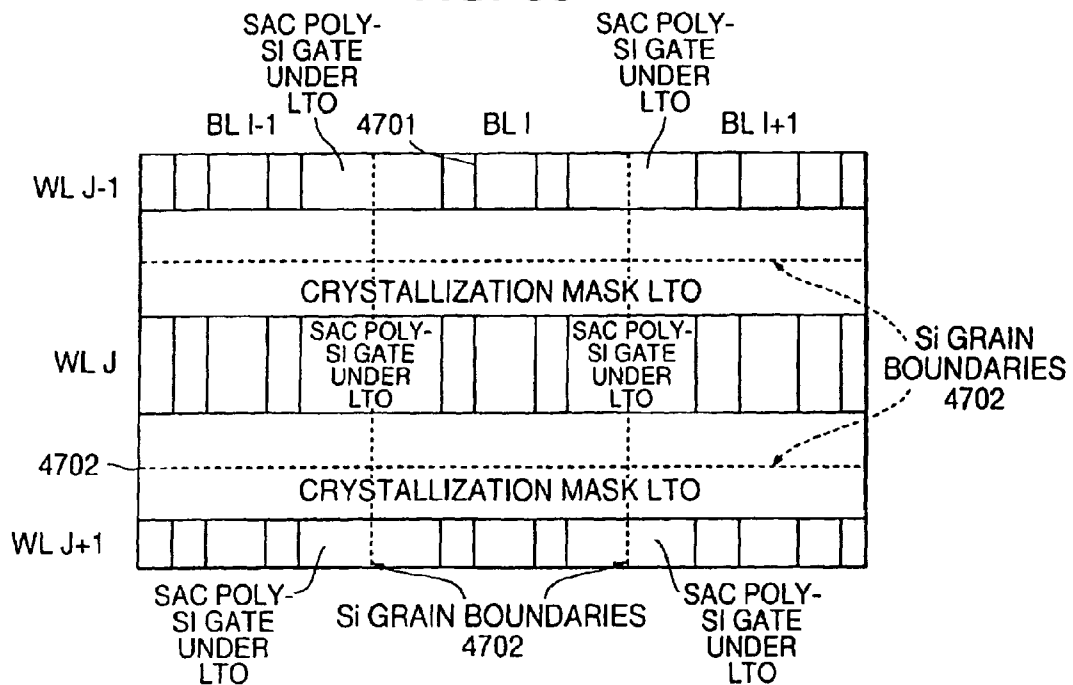 SAC POLY-
SI GATE
UNDER
LTO
SAC POLY-
SI GATE
UNDER
LTO
BL I-1
4701
BL I
BL I+1
WL J-1
CRYSTALLIZATION MASK LTO
WL J
SAC POLY-
SI GATE
UNDER
LTO
SAC POLY-
SI GATE
UNDER
LTO
Si GRAIN
BOUNDARIES
4702
4702
CRYSTALLIZATION MASK LTO
WL J+1
SAC POLY-
SI GATE
UNDER
LTO
Si GRAIN BOUNDARIES
4702
SAC POLY-
SI GATE
UNDER
LTO